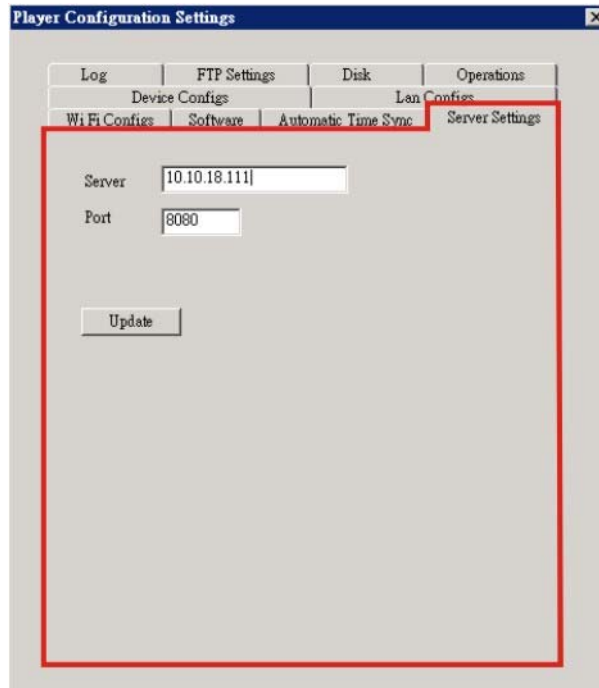 Player Configuration Settings
Log FTP Settings Disk Operations
Device Configs Lan Configs
Wi Fi Configs Software Automatic Time Sync Server Settings
Server 10.10.18.111
Port 8080
Update